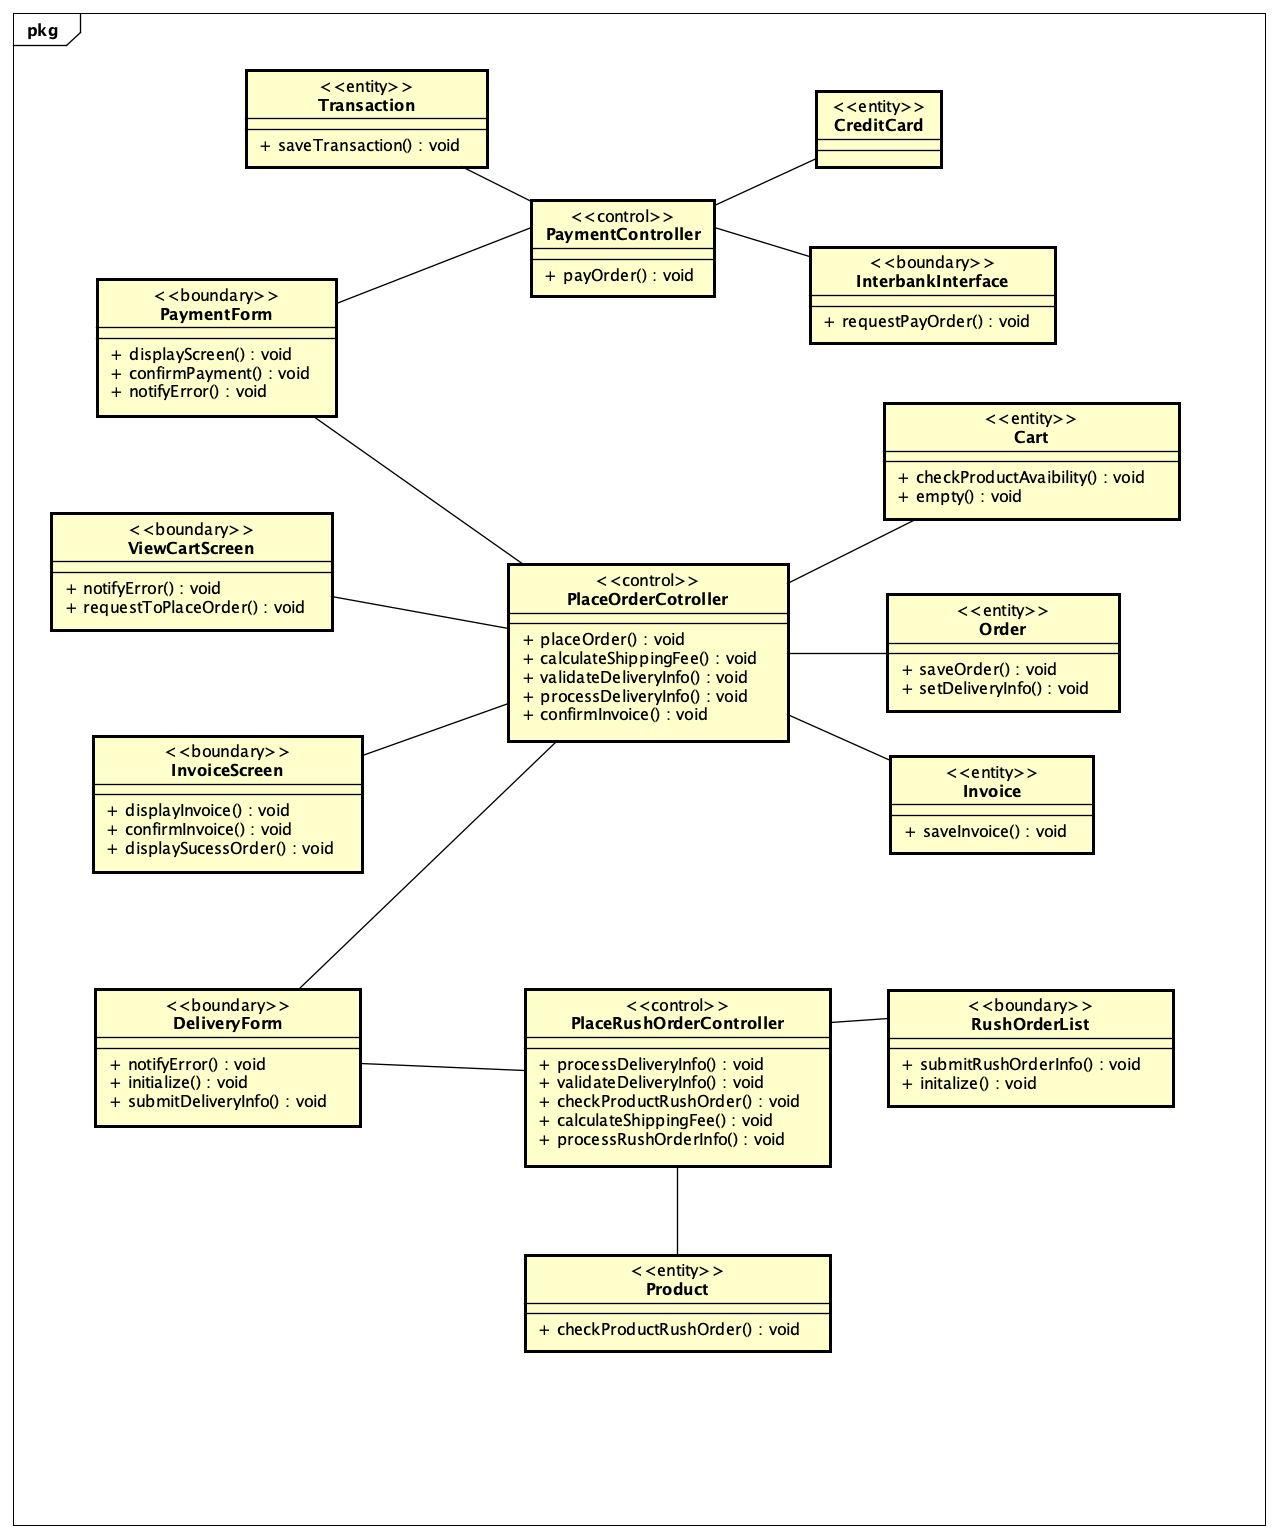 pkg
<<entity>>
Transaction
+ saveTransaction() : void
<<entity>>
CreditCard
<<control>>
PaymentController
+ payOrder() : void
<<boundary>>
InterbankInterface
+ requestPayOrder() : void
<<boundary>>
PaymentForm
+ displayScreen() : void
+ confirmPayment() : void
+ notifyError() : void
<<entity>>
Cart
+ checkProductAvaibility() : void
+ empty() : void
<<boundary>>
ViewCartScreen
+ notifyError() : void
+ requestToPlaceOrder() : void
<<control>>
PlaceOrderCotroller
+ placeOrder() : void
+ calculateShippingFee() : void
+ validateDeliveryInfo() : void
+ processDeliveryInfo() : void
+ confirmInvoice() : void
<<entity>>
Order
+ saveOrder() : void
+ setDeliveryInfo() : void
<<boundary>>
InvoiceScreen
+ displayInvoice() : void
+ confirmInvoice() : void
+ displaySucessOrder() : void
<<entity>>
Invoice
+ saveInvoice() : void
<<boundary>>
DeliveryForm
+ notifyError() : void
+ initialize() : void
+ submitDeliveryInfo() : void
<<control>>
PlaceRushOrderController
+ processDeliveryInfo() : void
+ validateDeliveryInfo() : void
+ checkProductRushOrder() : void
+ calculateShippingFee() : void
+ processRushOrderInfo() : void
<<boundary>>
RushOrderList
+ submitRushOrderInfo() : void
+ initalize() : void
<<entity>>
Product
+ checkProductRushOrder() : void